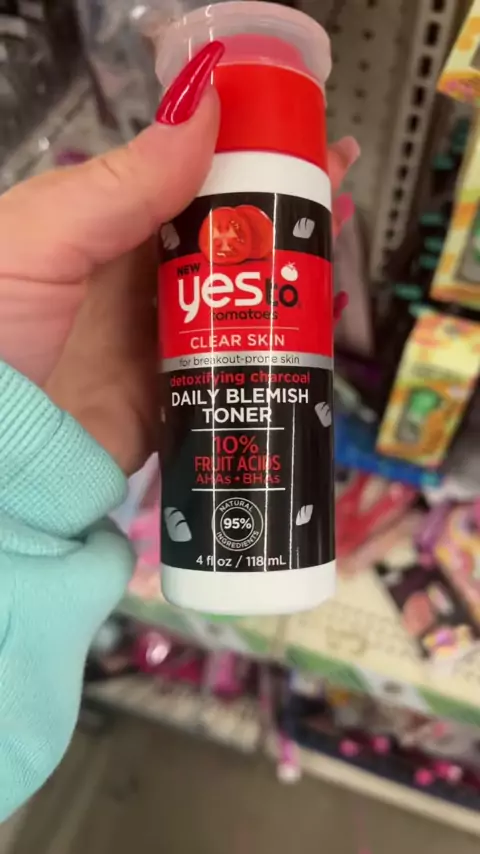 NEW
yes to
tomatoes
CLEAR SKIN
for breakout-prone skin
detoxifying charcoal
DAILY BLEMISH
TONER
10%
FRUIT ACIDS
AHAs • BHAs
NATURAL
95%
INGREDIENTS
4 fl oz / 118 mL